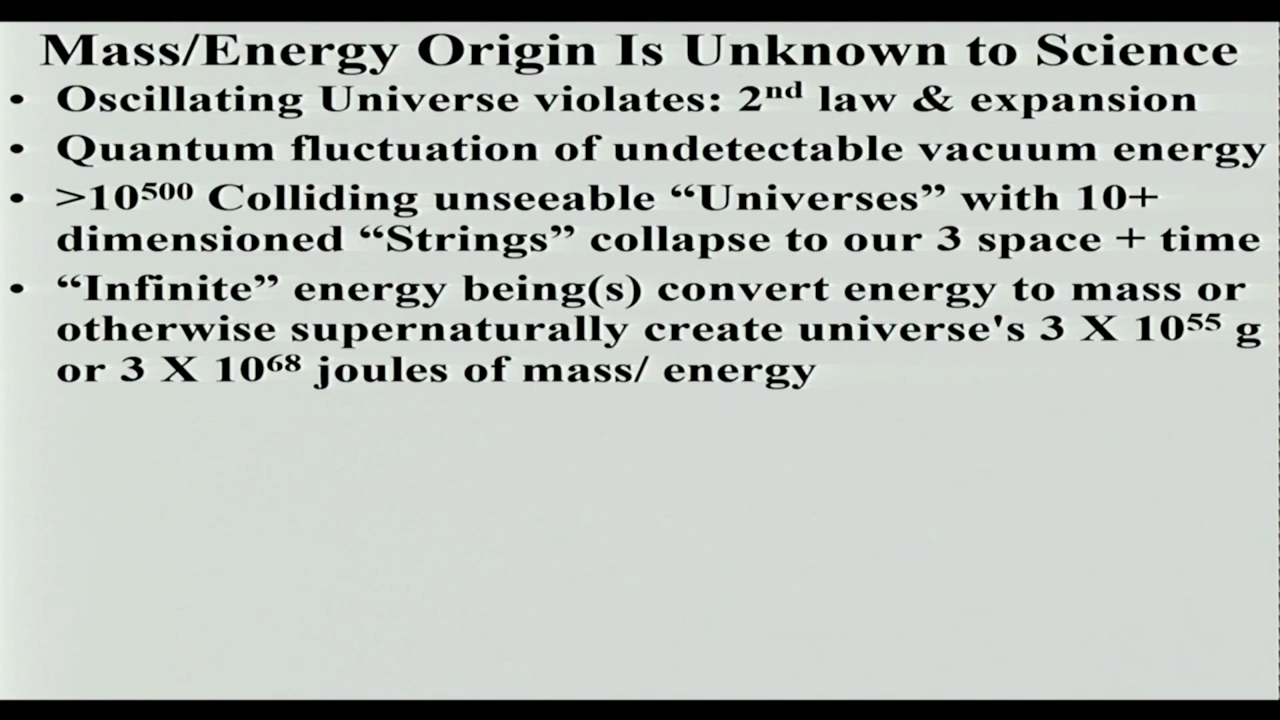 Mass/Energy Origin Is Unknown to Science
• Oscillating Universe violates: 2nd law & expansion
• Quantum fluctuation of undetectable vacuum energy
• >10⁵⁰⁰ Colliding unseeable “Universes” with 10+
dimensioned “Strings” collapse to our 3 space + time
• “Infinite” energy being(s) convert energy to mass or
otherwise supernaturally create universe's 3 X 10⁵⁵ g
or 3 X 10⁶⁸ joules of mass/ energy